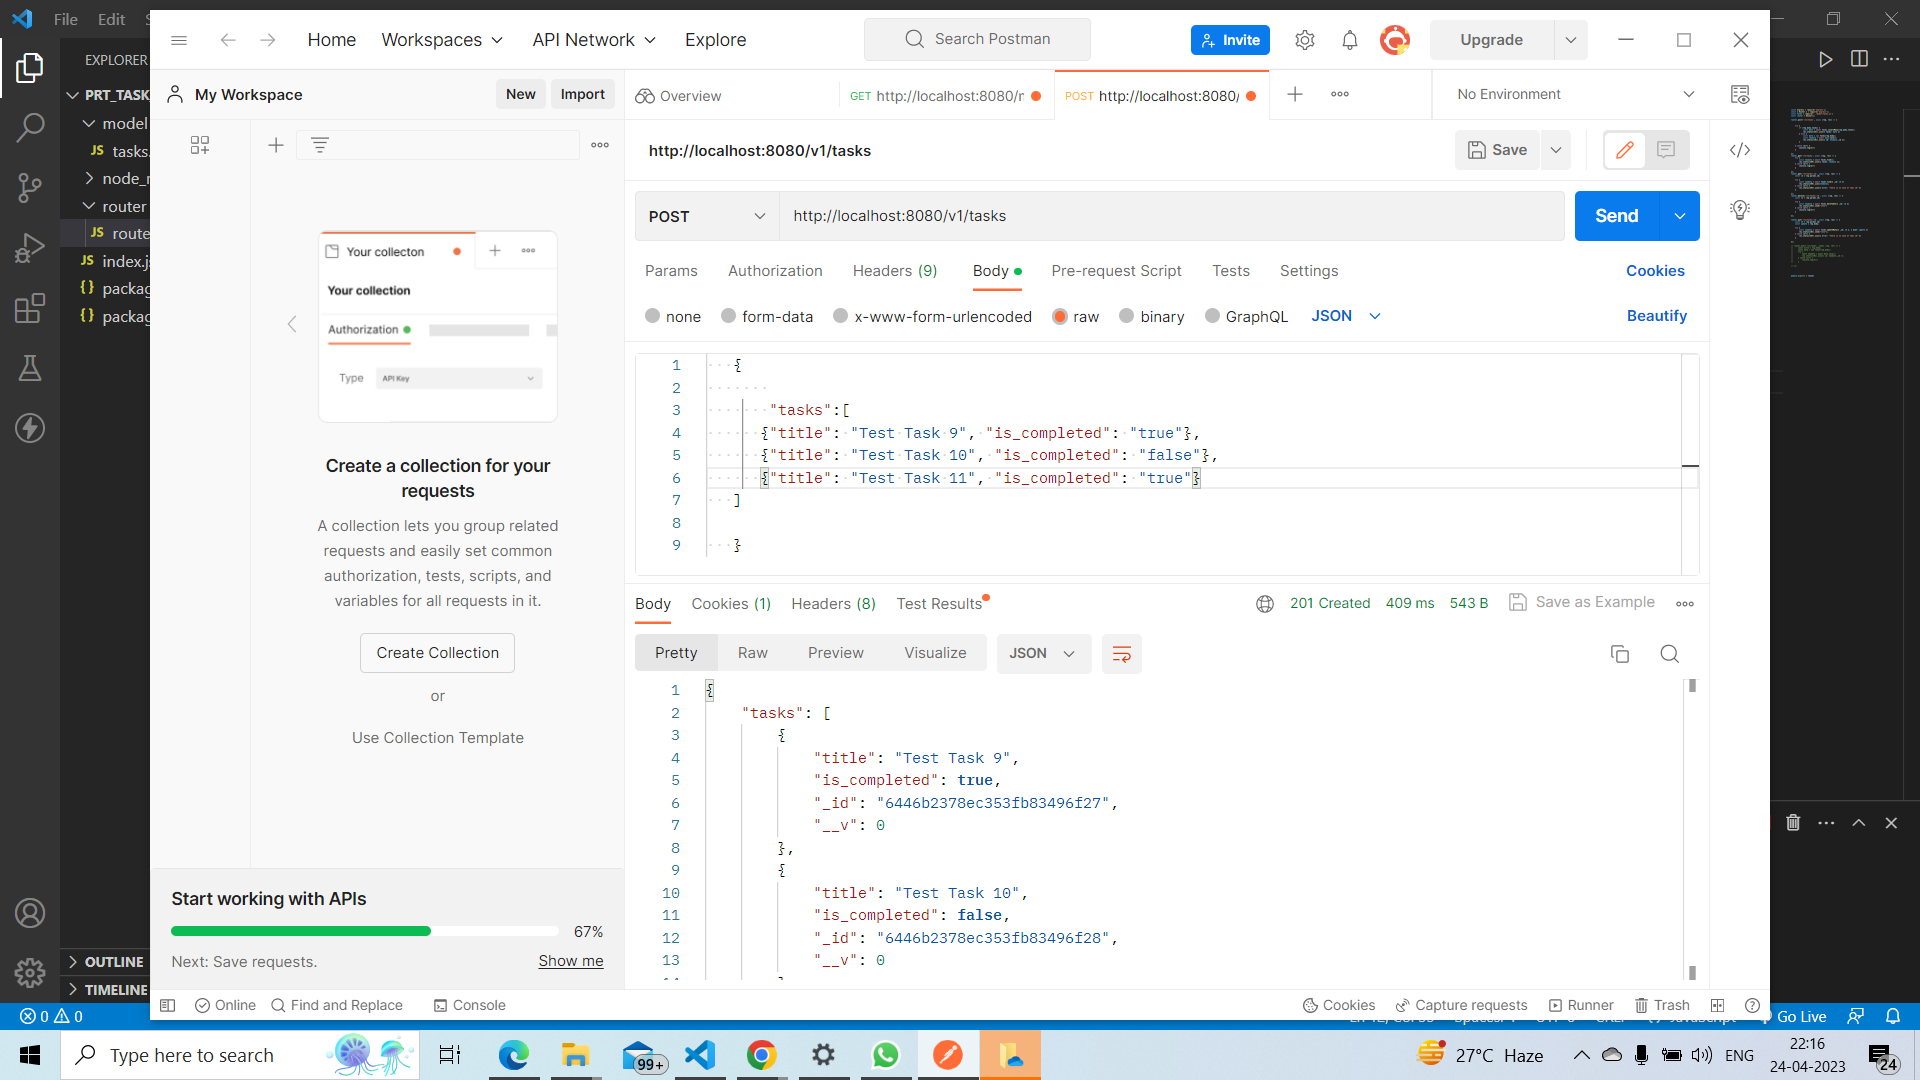 File Edit
Home Workspaces API Network Explore Search Postman Invite Upgrade
EXPLORER
PRT_TASK
model
tasks.
node_r
router
route
index.js
packag
packag
OUTLINE
TIMELINE
My Workspace New Import
Overview GET http://localhost:8080/r POST http://localhost:8080/ No Environment
http://localhost:8080/v1/tasks Save
POST http://localhost:8080/v1/tasks Send
Params Authorization Headers (9) Body Pre-request Script Tests Settings Cookies
none form-data x-www-form-urlencoded raw binary GraphQL JSON Beautify
1 {
2
3 "tasks":[
4 {"title": "Test Task 9", "is_completed": "true"},
5 {"title": "Test Task 10", "is_completed": "false"},
6 {"title": "Test Task 11", "is_completed": "true"}
7 ]
8
9 }
Your collecton
Your collection
Authorization
Type API Key
Create a collection for your
requests
A collection lets you group related
requests and easily set common
authorization, tests, scripts, and
variables for all requests in it.
Create Collection
or
Use Collection Template
Start working with APIs
67%
Next: Save requests. Show me
Body Cookies (1) Headers (8) Test Results 201 Created 409 ms 543 B Save as Example
Pretty Raw Preview Visualize JSON
1 {
2 "tasks": [
3 {
4 "title": "Test Task 9",
5 "is_completed": true,
6 "_id": "6446b2378ec353fb83496f27",
7 "__v": 0
8 },
9 {
10 "title": "Test Task 10",
11 "is_completed": false,
12 "_id": "6446b2378ec353fb83496f28",
13 "__v": 0
Online Find and Replace Console Cookies Capture requests Runner Trash
0 0 Go Live
Type here to search 99+ 27°C Haze ENG 22:16
24-04-2023 24